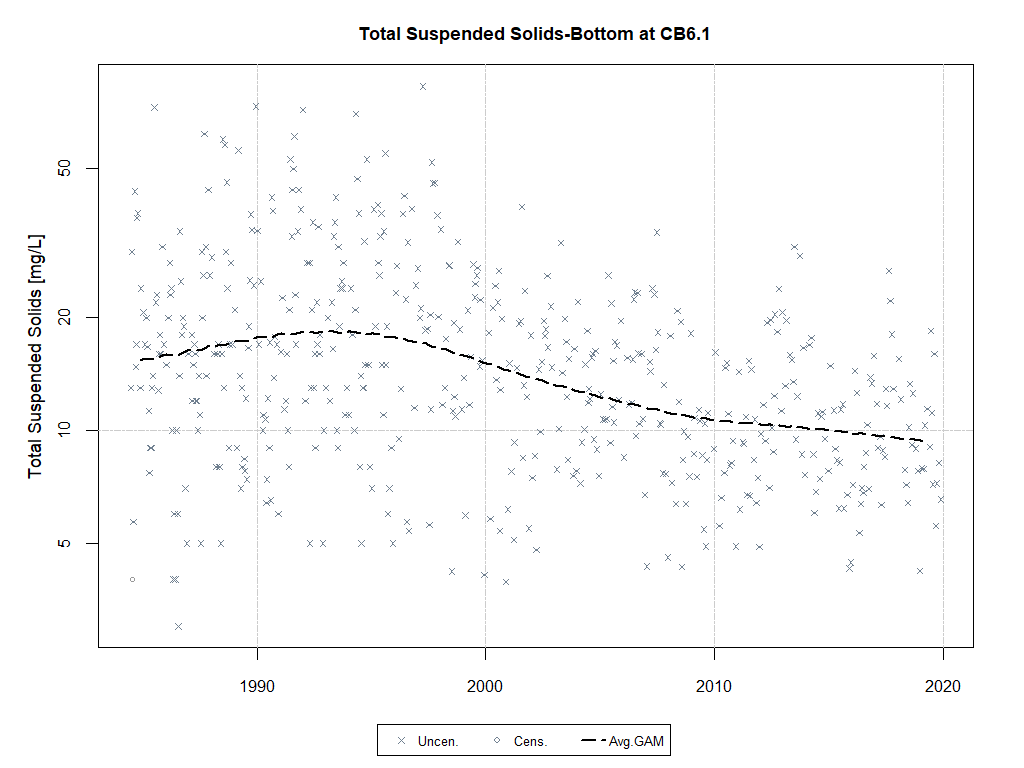 Total Suspended Solids-Bottom at CB6.1
Total Suspended Solids [mg/L]
50
20
10
5
1990
2000
2010
2020
Uncen.
Cens.
Avg.GAM